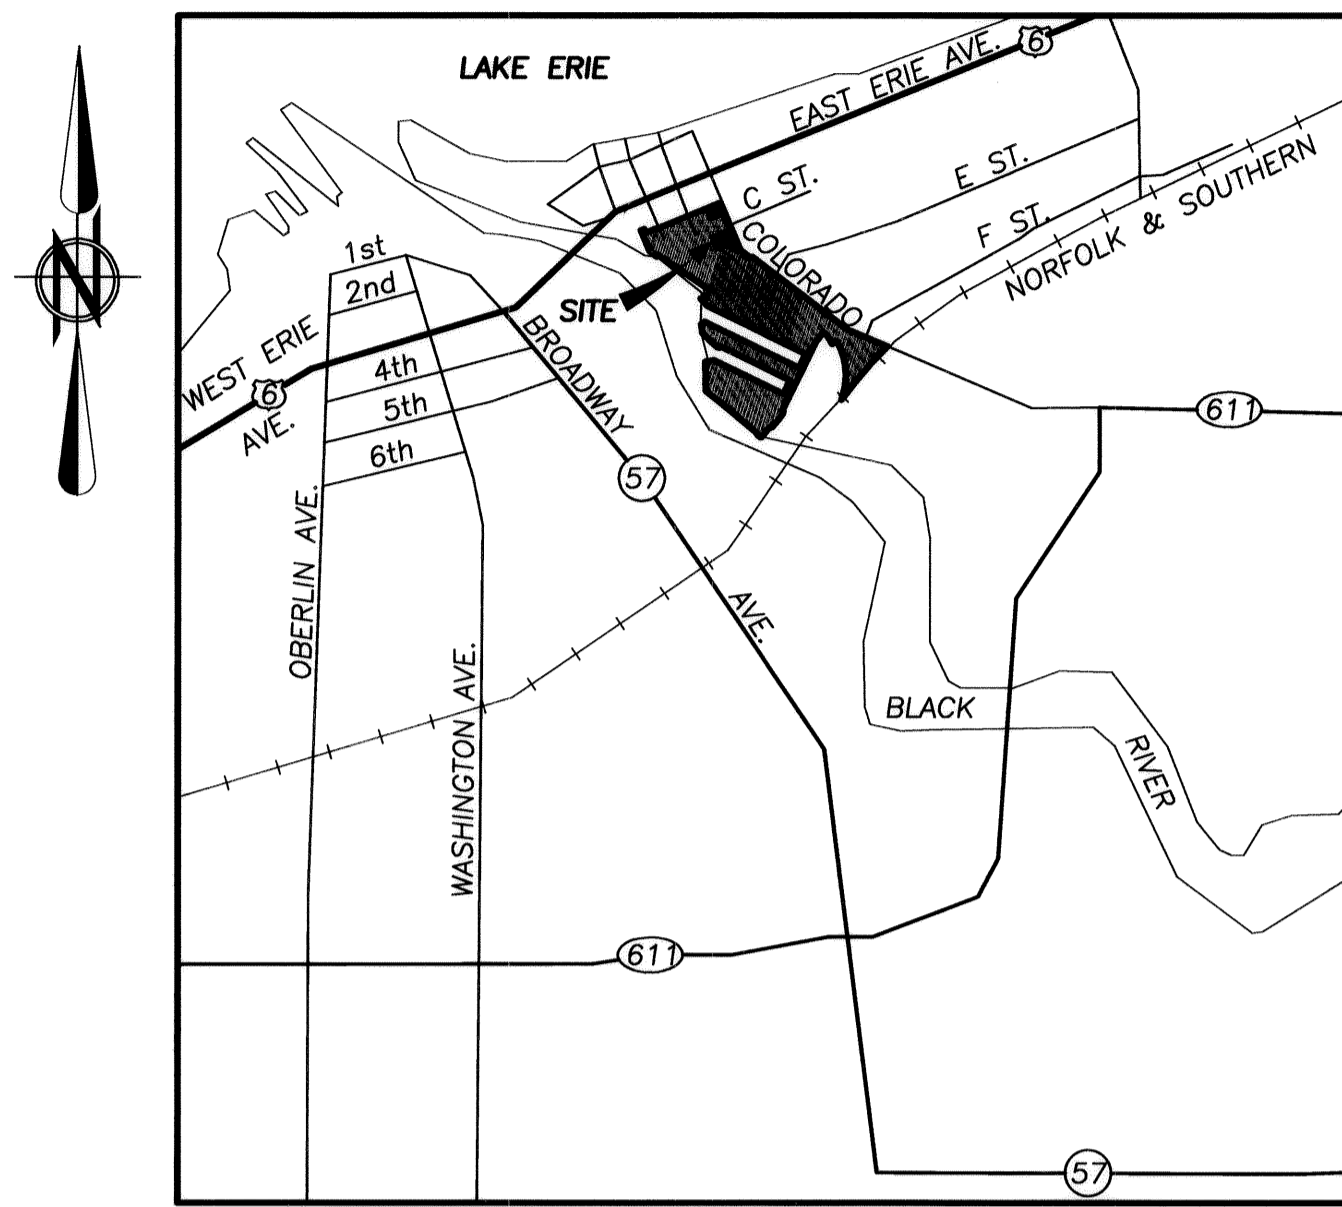 LAKE ERIE
EAST ERIE AVE.
6
C ST.
E ST.
F ST.
COLORADO
NORFOLK & SOUTHERN
N
1st
2nd
SITE
WEST ERIE
6
AVE.
4th
5th
6th
BROADWAY
611
57
OBERLIN AVE.
AVE.
WASHINGTON AVE.
BLACK
RIVER
611
57